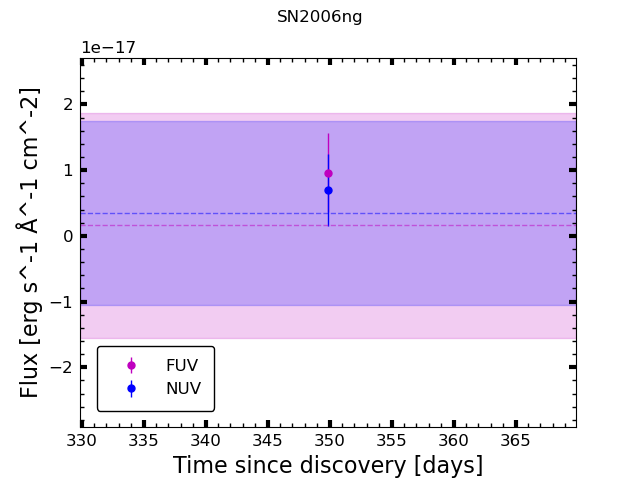 SN2006ng
1e−17
2
1
0
−1
−2
Flux [erg s^-1 Å^-1 cm^-2]
FUV
NUV
330 335 340 345 350 355 360 365
Time since discovery [days]